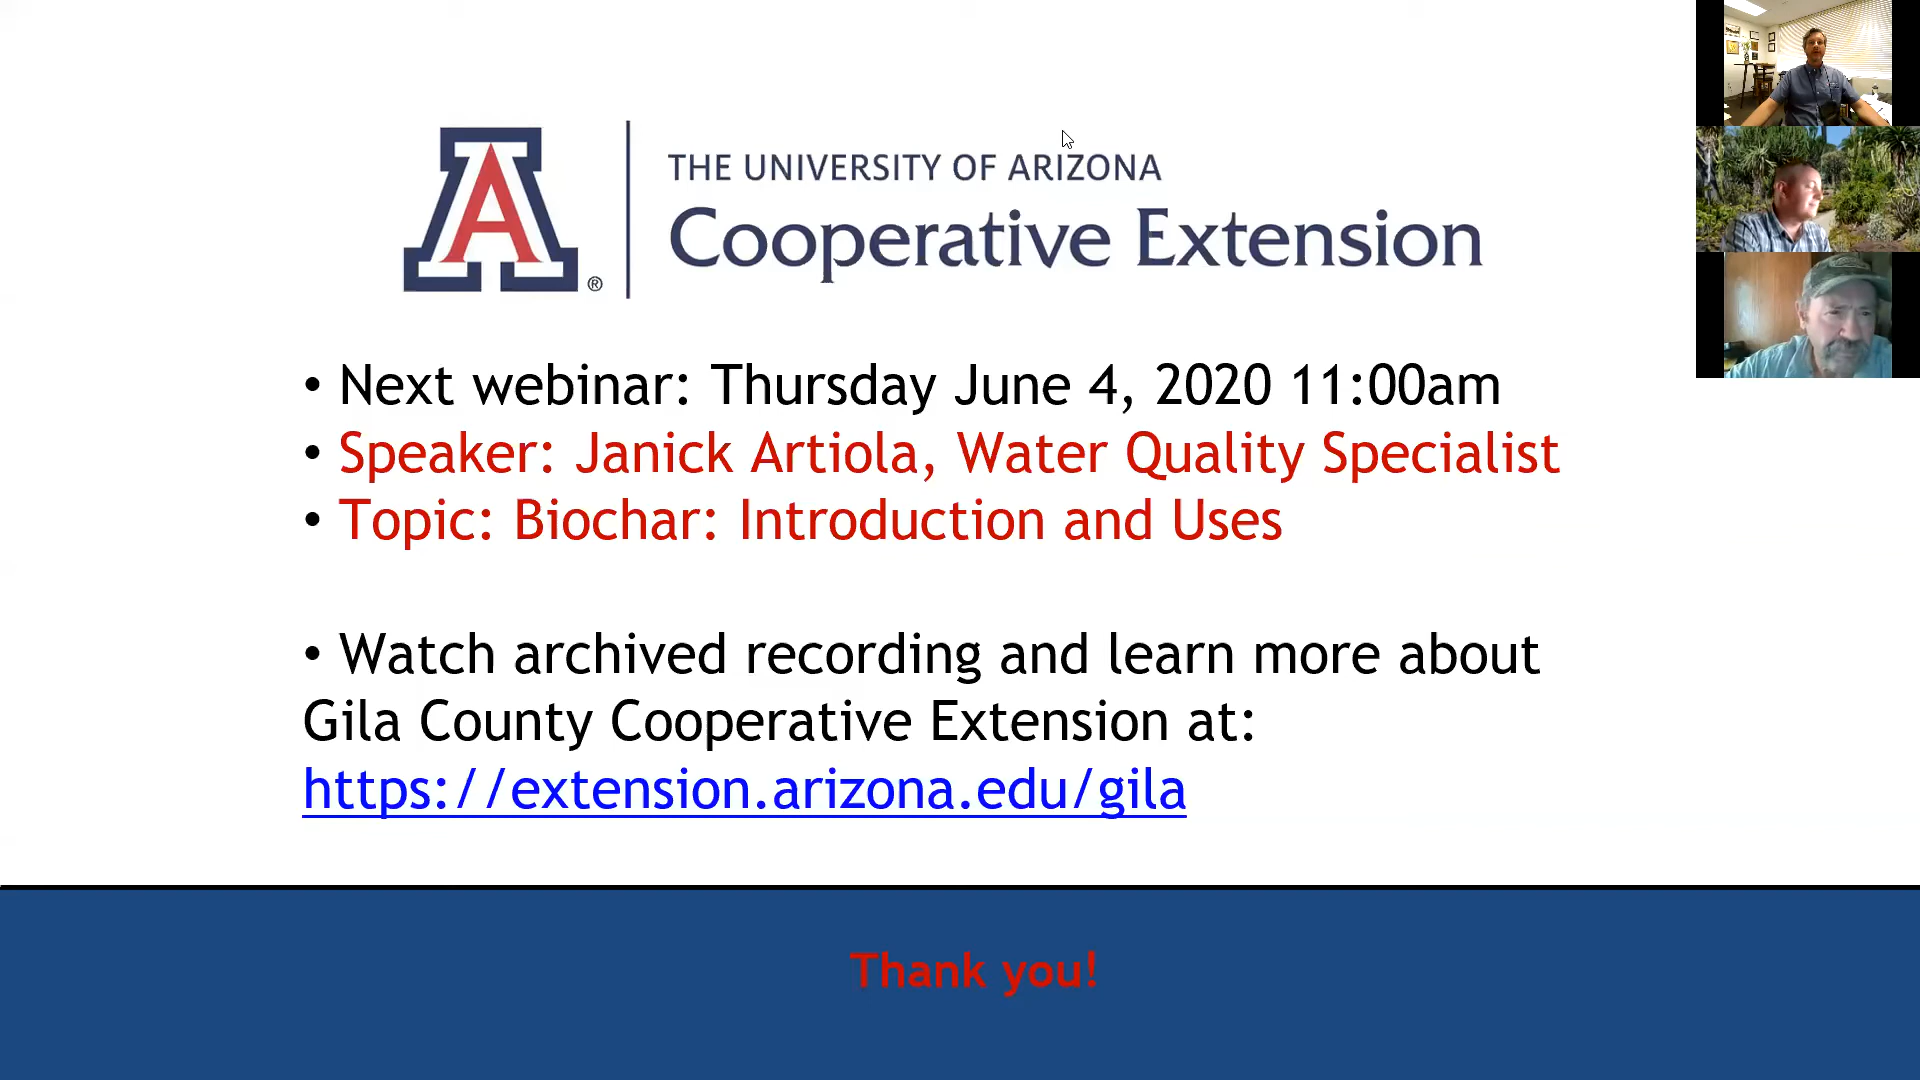 A®
THE UNIVERSITY OF ARIZONA
Cooperative Extension
• Next webinar: Thursday June 4, 2020 11:00am
• Speaker: Janick Artiola, Water Quality Specialist
• Topic: Biochar: Introduction and Uses
• Watch archived recording and learn more about
Gila County Cooperative Extension at:
https://extension.arizona.edu/gila
Thank you!